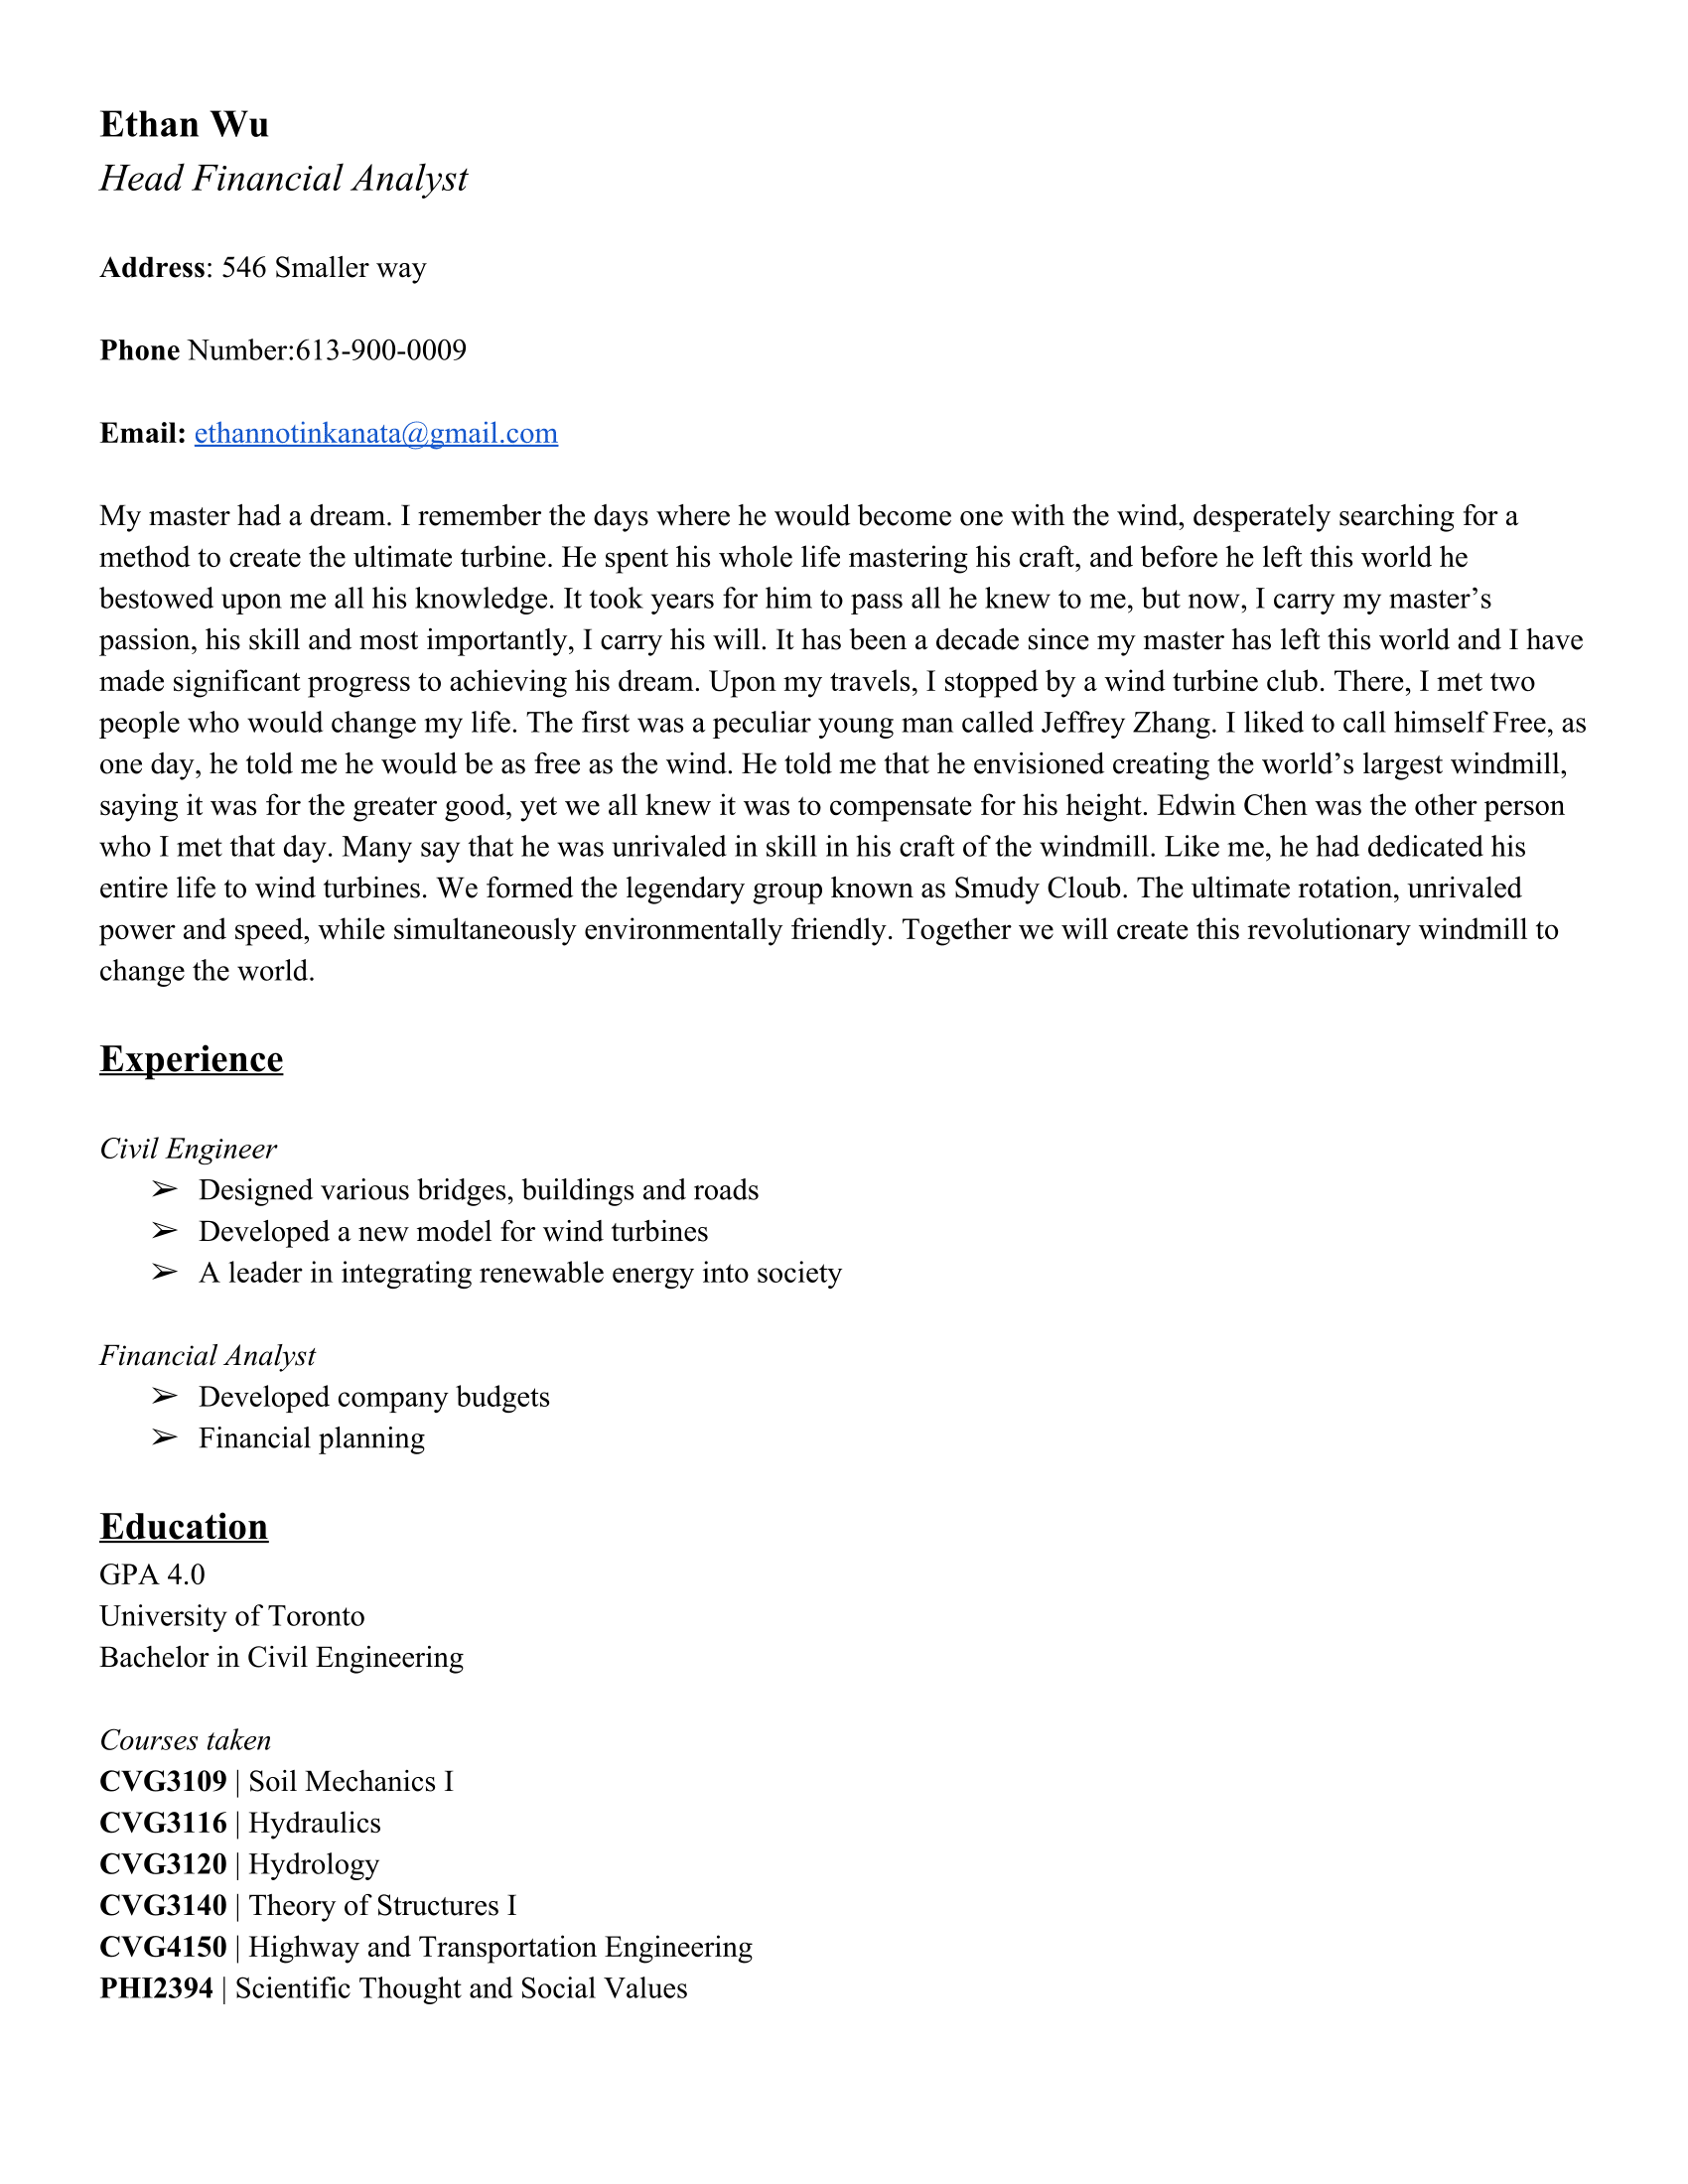 Ethan Wu
Head Financial Analyst
Address: 546 Smaller way
Phone Number:613-900-0009
Email: ethannotinkanata@gmail.com
My master had a dream. I remember the days where he would become one with the wind, desperately searching for a
method to create the ultimate turbine. He spent his whole life mastering his craft, and before he left this world he
bestowed upon me all his knowledge. It took years for him to pass all he knew to me, but now, I carry my master’s
passion, his skill and most importantly, I carry his will. It has been a decade since my master has left this world and I have
made significant progress to achieving his dream. Upon my travels, I stopped by a wind turbine club. There, I met two
people who would change my life. The first was a peculiar young man called Jeffrey Zhang. I liked to call himself Free, as
one day, he told me he would be as free as the wind. He told me that he envisioned creating the world’s largest windmill,
saying it was for the greater good, yet we all knew it was to compensate for his height. Edwin Chen was the other person
who I met that day. Many say that he was unrivaled in skill in his craft of the windmill. Like me, he had dedicated his
entire life to wind turbines. We formed the legendary group known as Smudy Cloub. The ultimate rotation, unrivaled
power and speed, while simultaneously environmentally friendly. Together we will create this revolutionary windmill to
change the world.
Experience
Civil Engineer
➢ Designed various bridges, buildings and roads
➢ Developed a new model for wind turbines
➢ A leader in integrating renewable energy into society
Financial Analyst
➢ Developed company budgets
➢ Financial planning
Education
GPA 4.0
University of Toronto
Bachelor in Civil Engineering
Courses taken
CVG3109 | Soil Mechanics I
CVG3116 | Hydraulics
CVG3120 | Hydrology
CVG3140 | Theory of Structures I
CVG4150 | Highway and Transportation Engineering
PHI2394 | Scientific Thought and Social Values